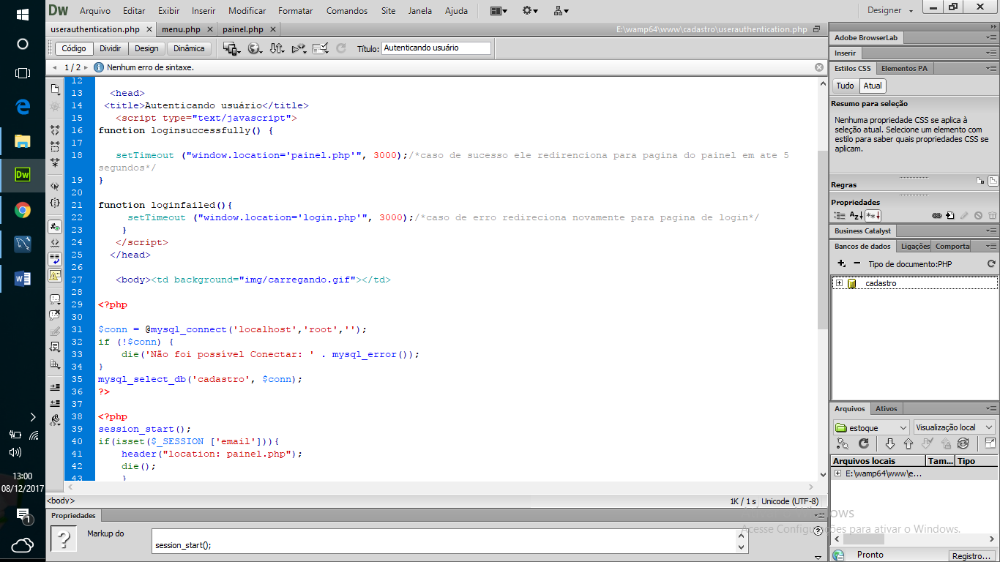 Dw Arquivo Editar Exibir Inserir Modificar Formatar Comandos Site Janela Ajuda Designer
userauthentication.php menu.php painel.php E:\wamp64\www\cadastro\userauthentication.php
Código Dividir Design Dinâmica Título: Autenticando usuário
1 / 2 Nenhum erro de sintaxe.
12
13 <head>
14 <title>Autenticando usuário</title>
15 <script type="text/javascript">
16 function loginsuccessfully() {
17
18 setTimeout ("window.location='painel.php'", 3000);/*caso de sucesso ele redirenciona para pagina do painel em ate 5
segundos*/
19 }
20
21 function loginfailed(){
22 setTimeout ("window.location='login.php'", 3000);/*caso de erro redireciona novamente para pagina de login*/
23 }
24 </script>
25 </head>
26
27 <body><td background="img/carregando.gif"></td>
28
29 <?php
30
31 $conn = @mysql_connect('localhost','root','');
32 if (!$conn) {
33 die('Não foi possível Conectar: ' . mysql_error());
34 }
35 mysql_select_db('cadastro', $conn);
36 ?>
37
38 <?php
39 session_start();
40 if(isset($_SESSION ['email'])){
41 header("location: painel.php");
42 die();
43 }
<body> 1K / 1 s Unicode (UTF-8)
Propriedades
Markup do
session_start();
Adobe BrowserLab
Inserir
Estilos CSS Elementos PA
Tudo Atual
Resumo para seleção
Nenhuma propriedade CSS se aplica à
seleção atual. Selecione um elemento com
estilo para saber quais propriedades CSS se
aplicam.
Regras
Propriedades
Business Catalyst
Bancos de dados Ligações Comporta
Tipo de documento:PHP
cadastro
Arquivos Ativos
estoque Visualização local
Arquivos locais Tam... Tipo
E:\wamp64\www\e...
Acesse Configurações para ativar o Windows.
Pronto Registro...
Dw
13:00
08/12/2017
1